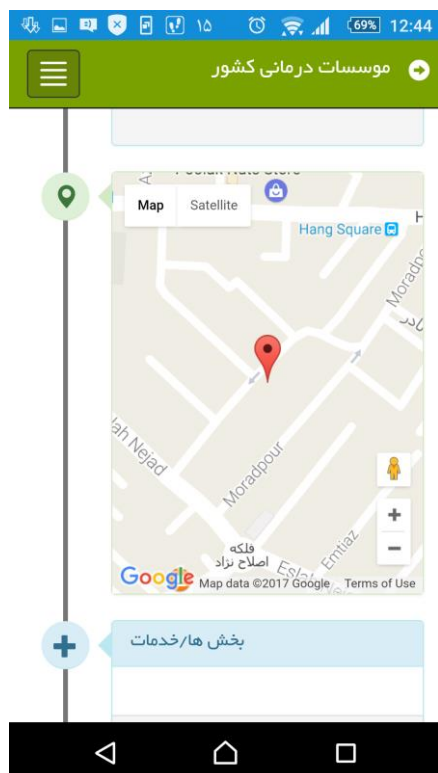 ۱۵ 69% 12:44
موسسات درمانی کشور
Map Satellite
Hang Square
Moradpour
فلکه
اصلاح نژاد
Emtiaz
Google Map data ©2017 Google Terms of Use
بخش ها/خدمات